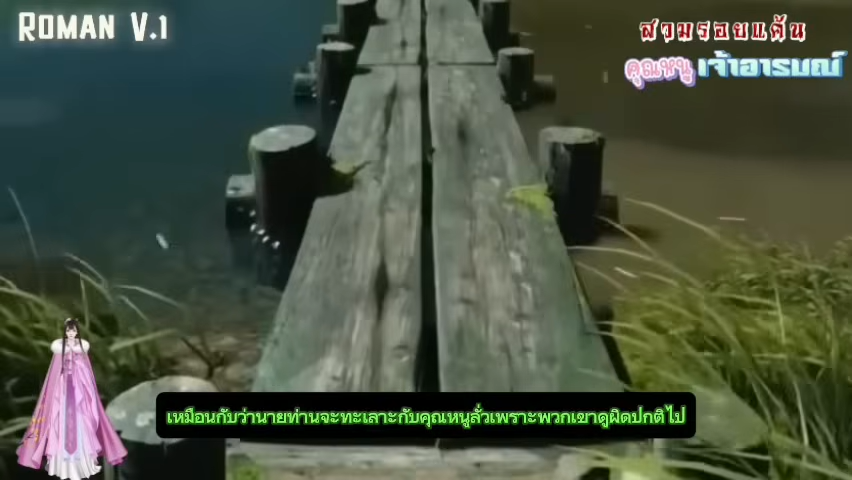 ROMAN V.1
สวมรอยแค้น
คุณหนู เจ้าอารมณ์
เหมือนกับว่านายท่านจะทะเลาะกับคุณหนูลั่วเพราะพวกเขาดูผิดปกติไป